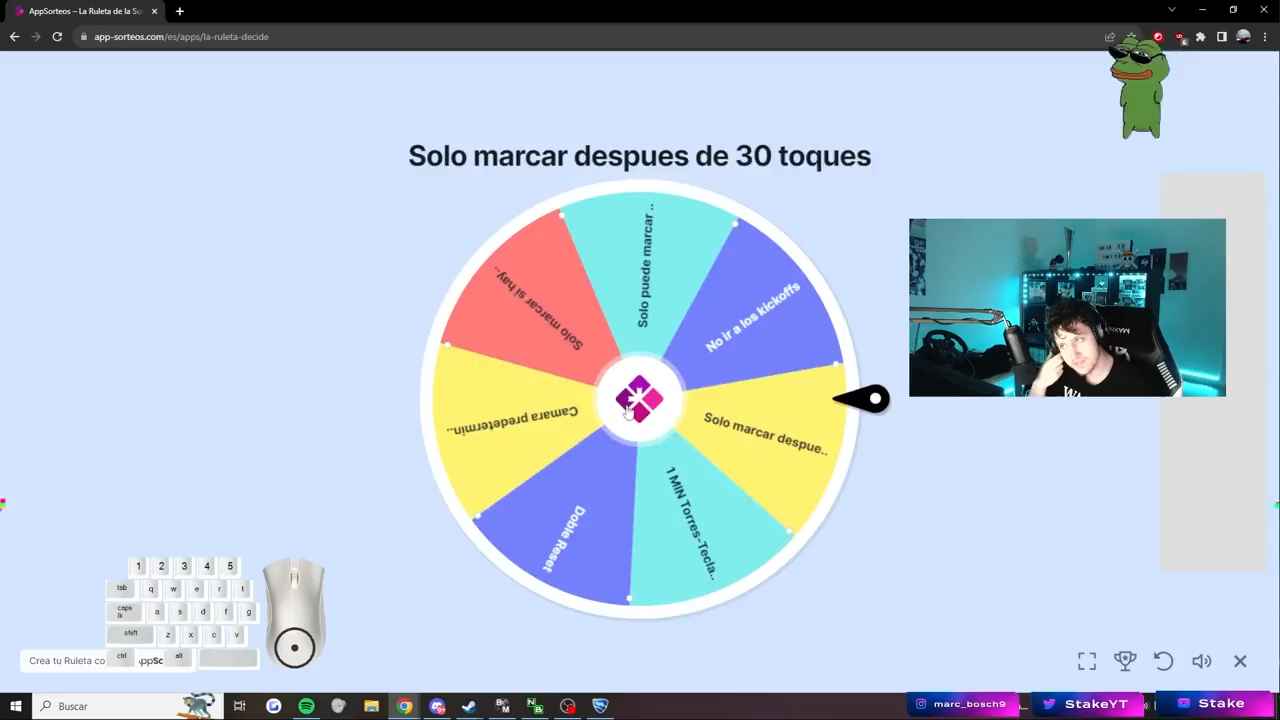 AppSorteos – La Ruleta de la Su
app-sorteos.com/es/apps/la-ruleta-decide
Solo marcar despues de 30 toques
Solo puede marcar ..
No ir a los kickoffs
Solo marcar si hay..
Solo marcar despue..
Camara predetermin..
1 MIN Torres-Tecla..
Doble Reset
1 2 3 4 5
tab q w e r t
caps lk a s d f g
shift z x c v
ctrl alt
Crea tu Ruleta co
AppSc
Buscar
marc_bosch9
StakeYT
Stake